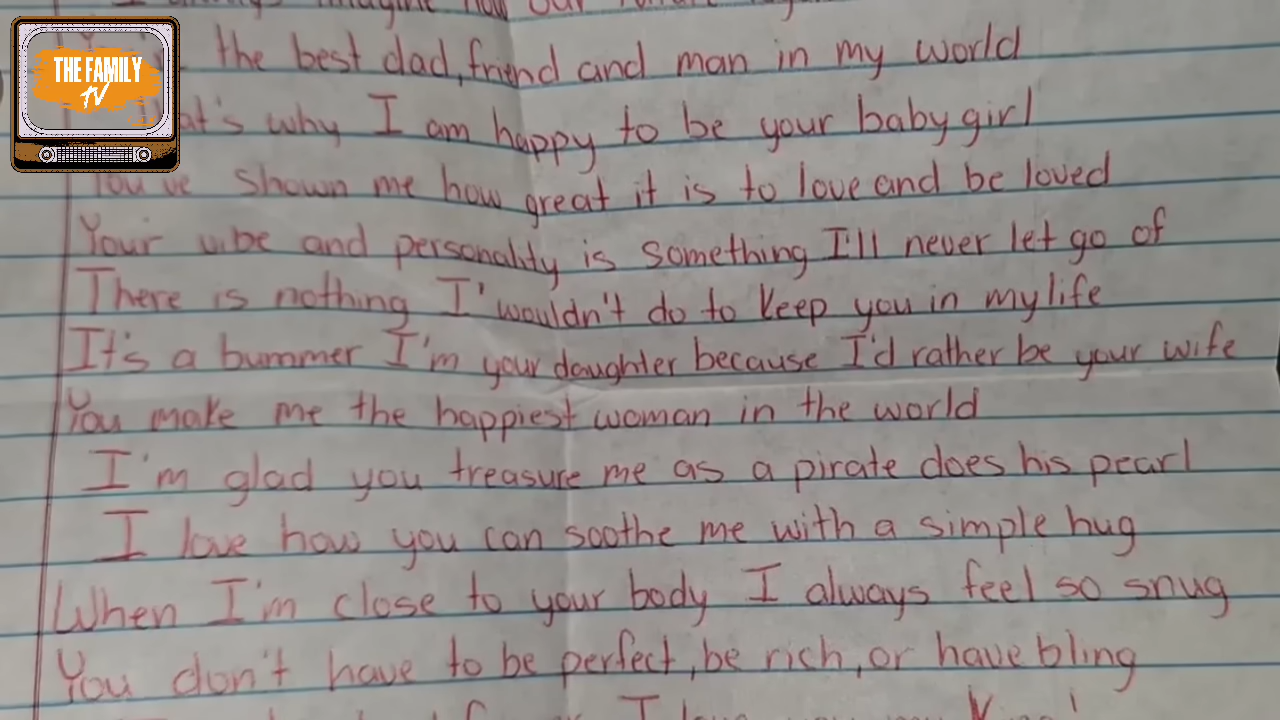 THE FAMILY
TV
the best dad, friend and man in my world
at's why I am happy to be your baby girl
You've shown me how great it is to love and be loved
Your vibe and personality is something I'll never let go of
There is nothing I'wouldn't do to keep you in my life
It's a bummer I'm your daughter because I'd rather be your wife
You make me the happiest woman in the world
I'm glad you treasure me as a pirate does his pearl
I love how you can soothe me with a simple hug
When I'm close to your body I always feel so snug
You don't have to be perfect, be rich, or have bling